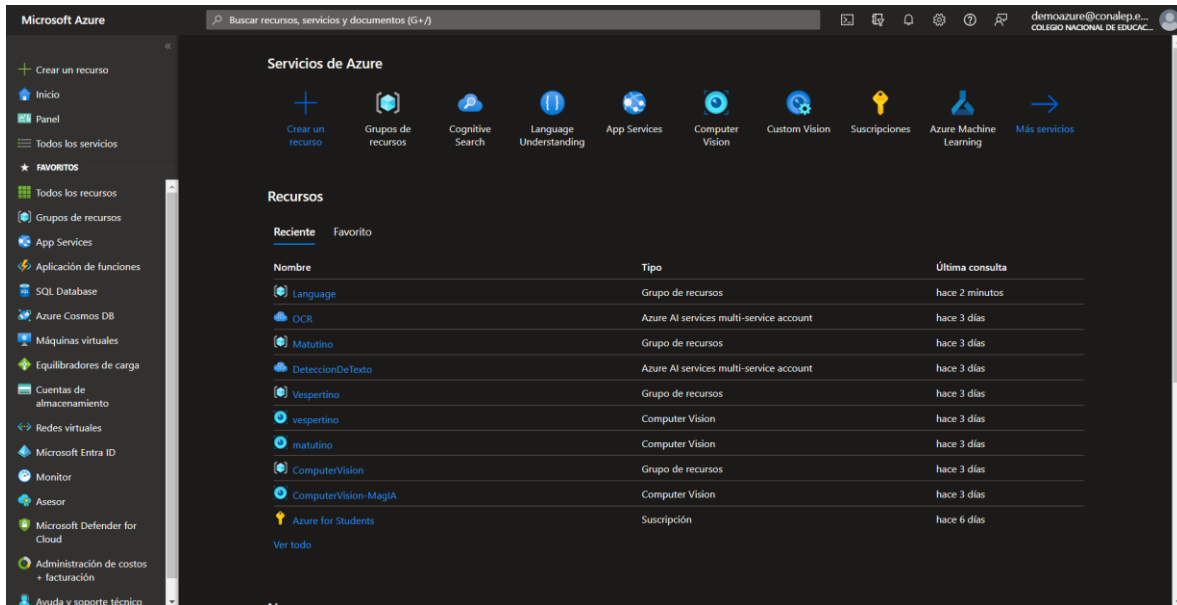 Microsoft Azure
Buscar recursos, servicios y documentos (G+/)
demoazure@conalep.e...
COLEGIO NACIONAL DE EDUCAC...
Crear un recurso
Inicio
Panel
Todos los servicios
FAVORITOS
Todos los recursos
Grupos de recursos
App Services
Aplicación de funciones
SQL Database
Azure Cosmos DB
Máquinas virtuales
Equilibradores de carga
Cuentas de
almacenamiento
Redes virtuales
Microsoft Entra ID
Monitor
Asesor
Microsoft Defender for
Cloud
Administración de costos
+ facturación
Ayuda y soporte técnico
Servicios de Azure
Crear un
recurso
Grupos de
recursos
Cognitive
Search
Language
Understanding
App Services
Computer
Vision
Custom Vision
Suscripciones
Azure Machine
Learning
Más servicios
Recursos
Reciente Favorito
Nombre Tipo Última consulta
Language Grupo de recursos hace 2 minutos
OCR Azure AI services multi-service account hace 3 días
Matutino Grupo de recursos hace 3 días
DeteccionDeTexto Azure AI services multi-service account hace 3 días
Vespertino Grupo de recursos hace 3 días
vespertino Computer Vision hace 3 días
matutino Computer Vision hace 3 días
ComputerVision Grupo de recursos hace 3 días
ComputerVision-MagIA Computer Vision hace 3 días
Azure for Students Suscripción hace 6 días
Ver todo